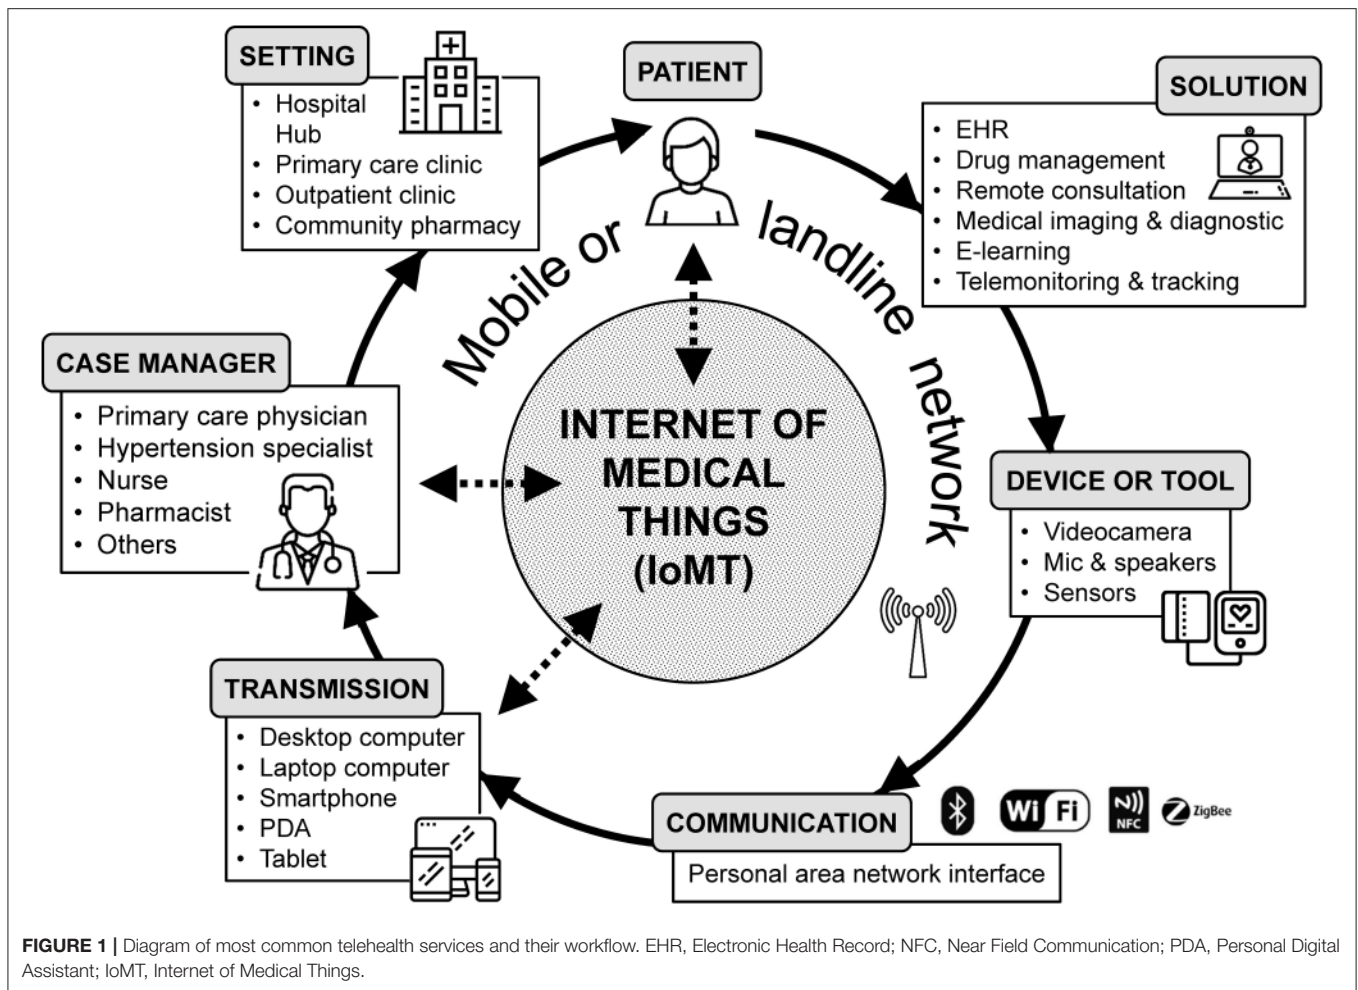 SETTING
• Hospital
Hub
• Primary care clinic
• Outpatient clinic
• Community pharmacy
PATIENT
SOLUTION
• EHR
• Drug management
• Remote consultation
• Medical imaging & diagnostic
• E-learning
• Telemonitoring & tracking
Mobile or landline network
CASE MANAGER
• Primary care physician
• Hypertension specialist
• Nurse
• Pharmacist
• Others
INTERNET OF
MEDICAL
THINGS
(IoMT)
DEVICE OR TOOL
• Videocamera
• Mic & speakers
• Sensors
TRANSMISSION
• Desktop computer
• Laptop computer
• Smartphone
• PDA
• Tablet
COMMUNICATION
Personal area network interface
Wi Fi
N
NFC
Z ZigBee
FIGURE 1 | Diagram of most common telehealth services and their workflow. EHR, Electronic Health Record; NFC, Near Field Communication; PDA, Personal Digital
Assistant; IoMT, Internet of Medical Things.